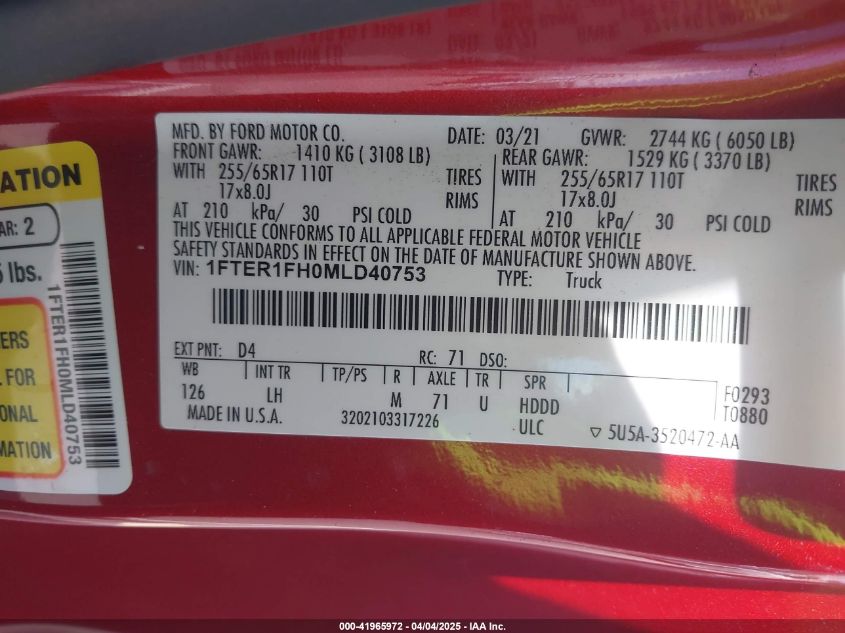 MFD. BY FORD MOTOR CO. DATE: 03/21 GVWR: 2744 KG ( 6050 LB)
FRONT GAWR: 1410 KG ( 3108 LB) REAR GAWR: 1529 KG ( 3370 LB)
WITH 255/65R17 110T TIRES WITH 255/65R17 110T TIRES
17x8.0J RIMS 17x8.0J RIMS
AT 210 kPa/ 30 PSI COLD AT 210 kPa/ 30 PSI COLD
THIS VEHICLE CONFORMS TO ALL APPLICABLE FEDERAL MOTOR VEHICLE
SAFETY STANDARDS IN EFFECT ON THE DATE OF MANUFACTURE SHOWN ABOVE.
VIN: 1FTER1FH0MLD40753 TYPE: Truck
EXT PNT: D4 RC: 71 DSO:
WB INT TR TP/PS R AXLE TR SPR
126 LH M 71 U HDDD F0293
MADE IN U.S.A. 3202103317226 ULC T0880
▽ 5U5A-3520472-AA
ATION
AR: 2
lbs.
1FTER1FH0MLD40753
ERS
L FOR
ONAL
MATION
000-41965972 - 04/04/2025 - IAA Inc.